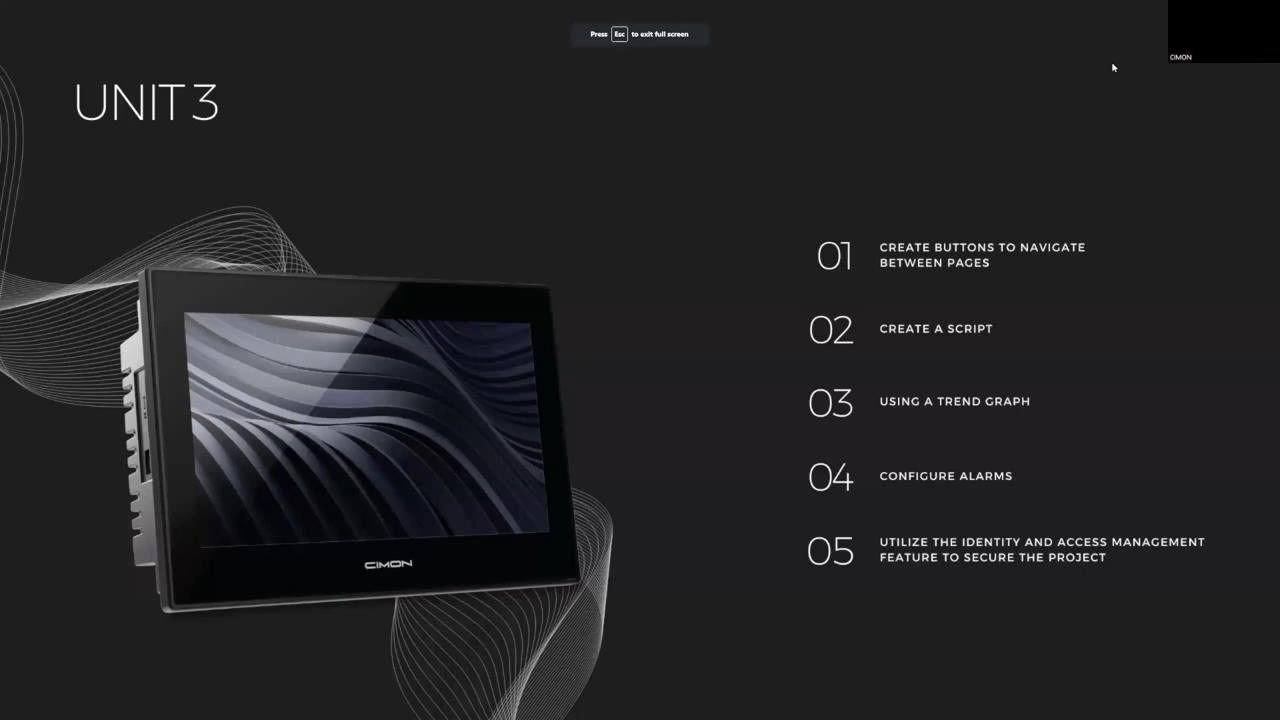 Press Esc to exit full screen
CIMON
UNIT 3
01 CREATE BUTTONS TO NAVIGATE
BETWEEN PAGES
02 CREATE A SCRIPT
03 USING A TREND GRAPH
04 CONFIGURE ALARMS
05 UTILIZE THE IDENTITY AND ACCESS MANAGEMENT
FEATURE TO SECURE THE PROJECT
CIMON